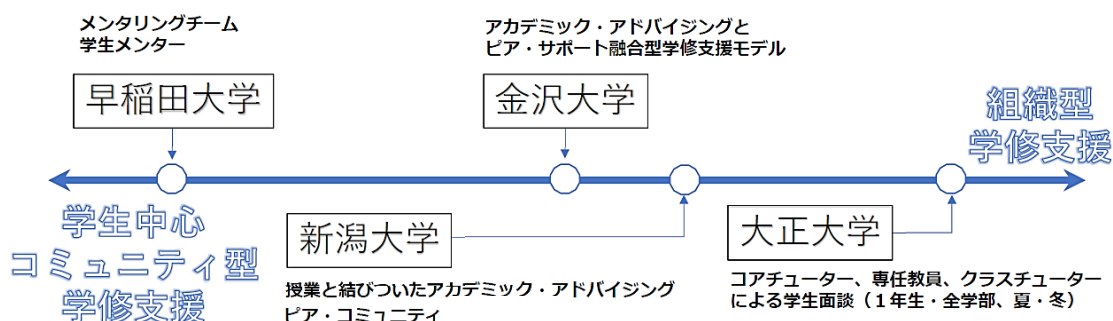 メンタリングチーム
学生メンター
早稲田大学
アカデミック・アドバイジングと
ピア・サポート融合型学修支援モデル
金沢大学
組織型
学修支援
学生中心
コミュニティ型
学修支援
新潟大学
授業と結びついたアカデミック・アドバイジング
ピア・コミュニティ
大正大学
コアチューター、専任教員、クラスチューター
による学生面談（１年生・全学部、夏・冬）